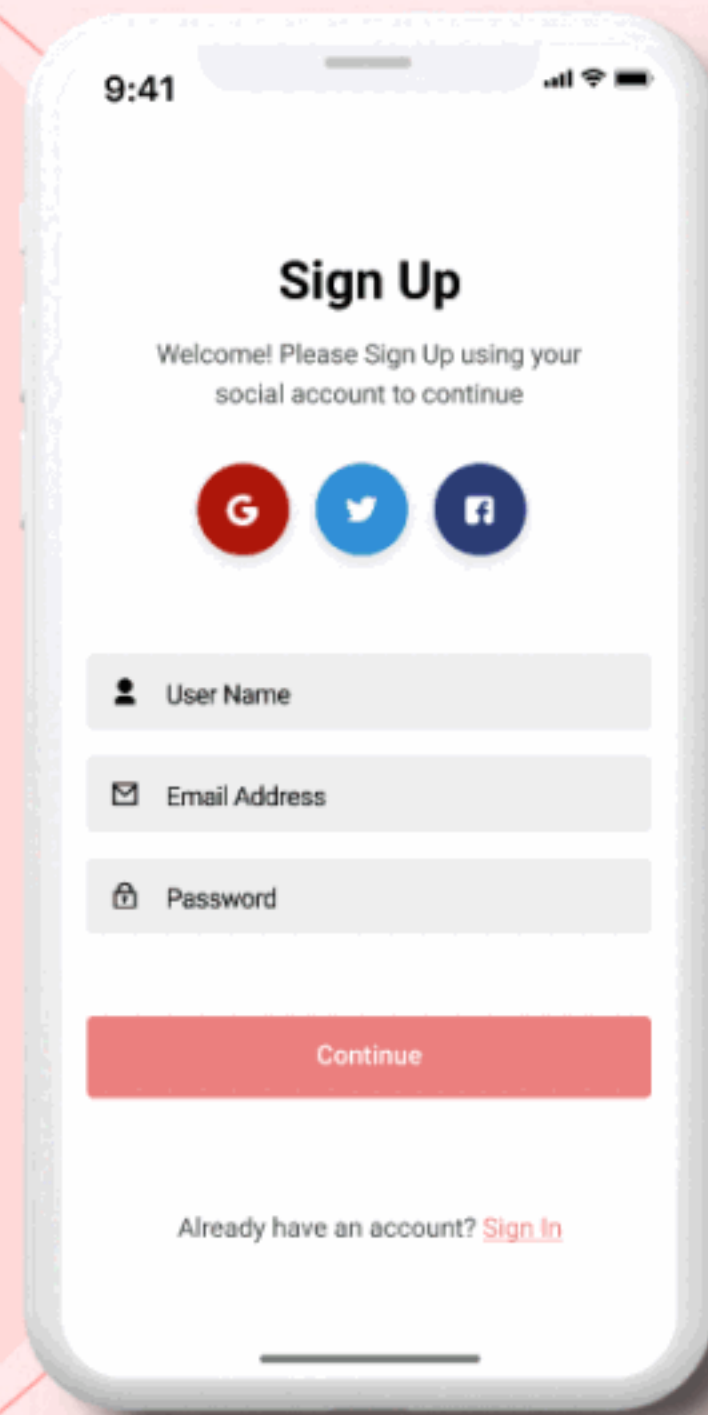 9:41
Sign Up
Welcome! Please Sign Up using your
social account to continue
G
User Name
Email Address
Password
Continue
Already have an account? Sign In